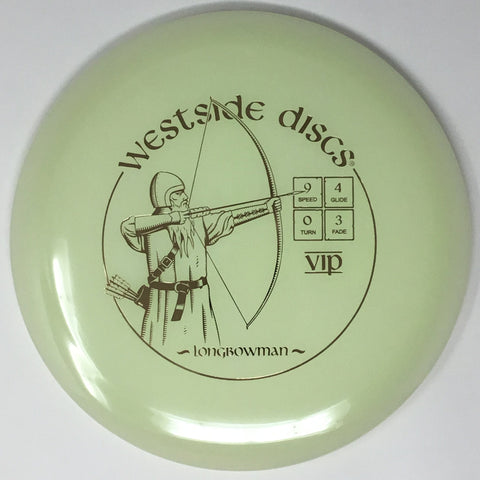 westside discs®
9 4
SPEED GLIDE
0 3
TURN FADE
VIP
~ LONGBOWMAN ~